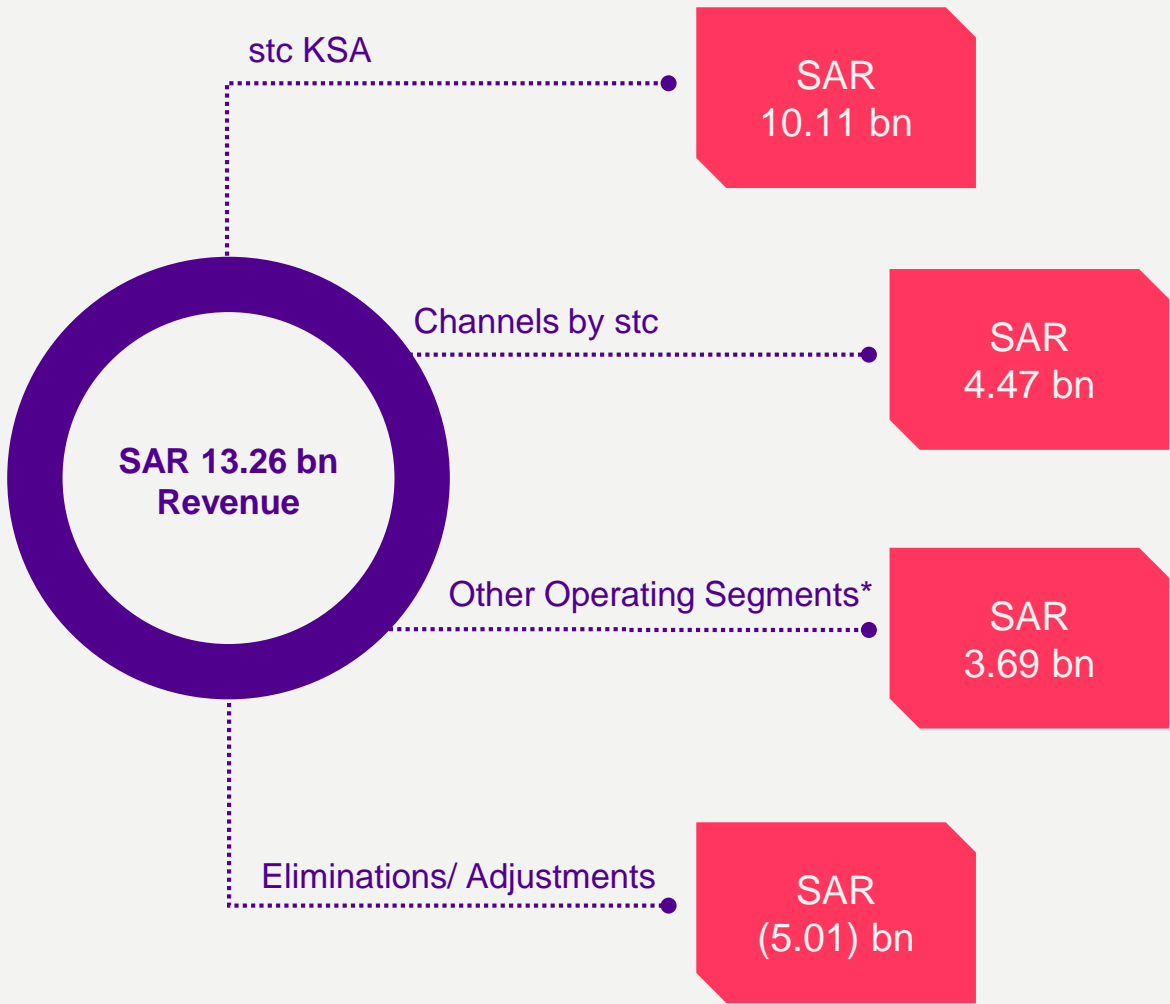 stc KSA
SAR
10.11 bn
Channels by stc
SAR
4.47 bn
SAR 13.26 bn
Revenue
Other Operating Segments*
SAR
3.69 bn
Eliminations/ Adjustments
SAR
(5.01) bn